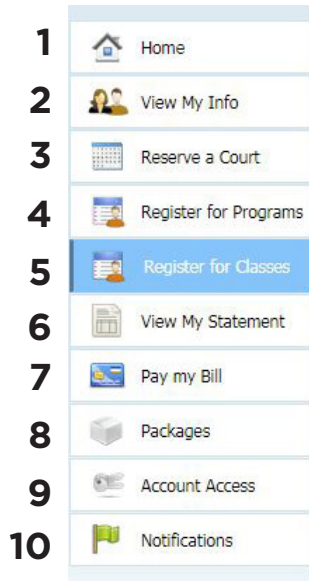 1 Home
2 View My Info
3 Reserve a Court
4 Register for Programs
5 Register for Classes
6 View My Statement
7 Pay my Bill
8 Packages
9 Account Access
10 Notifications